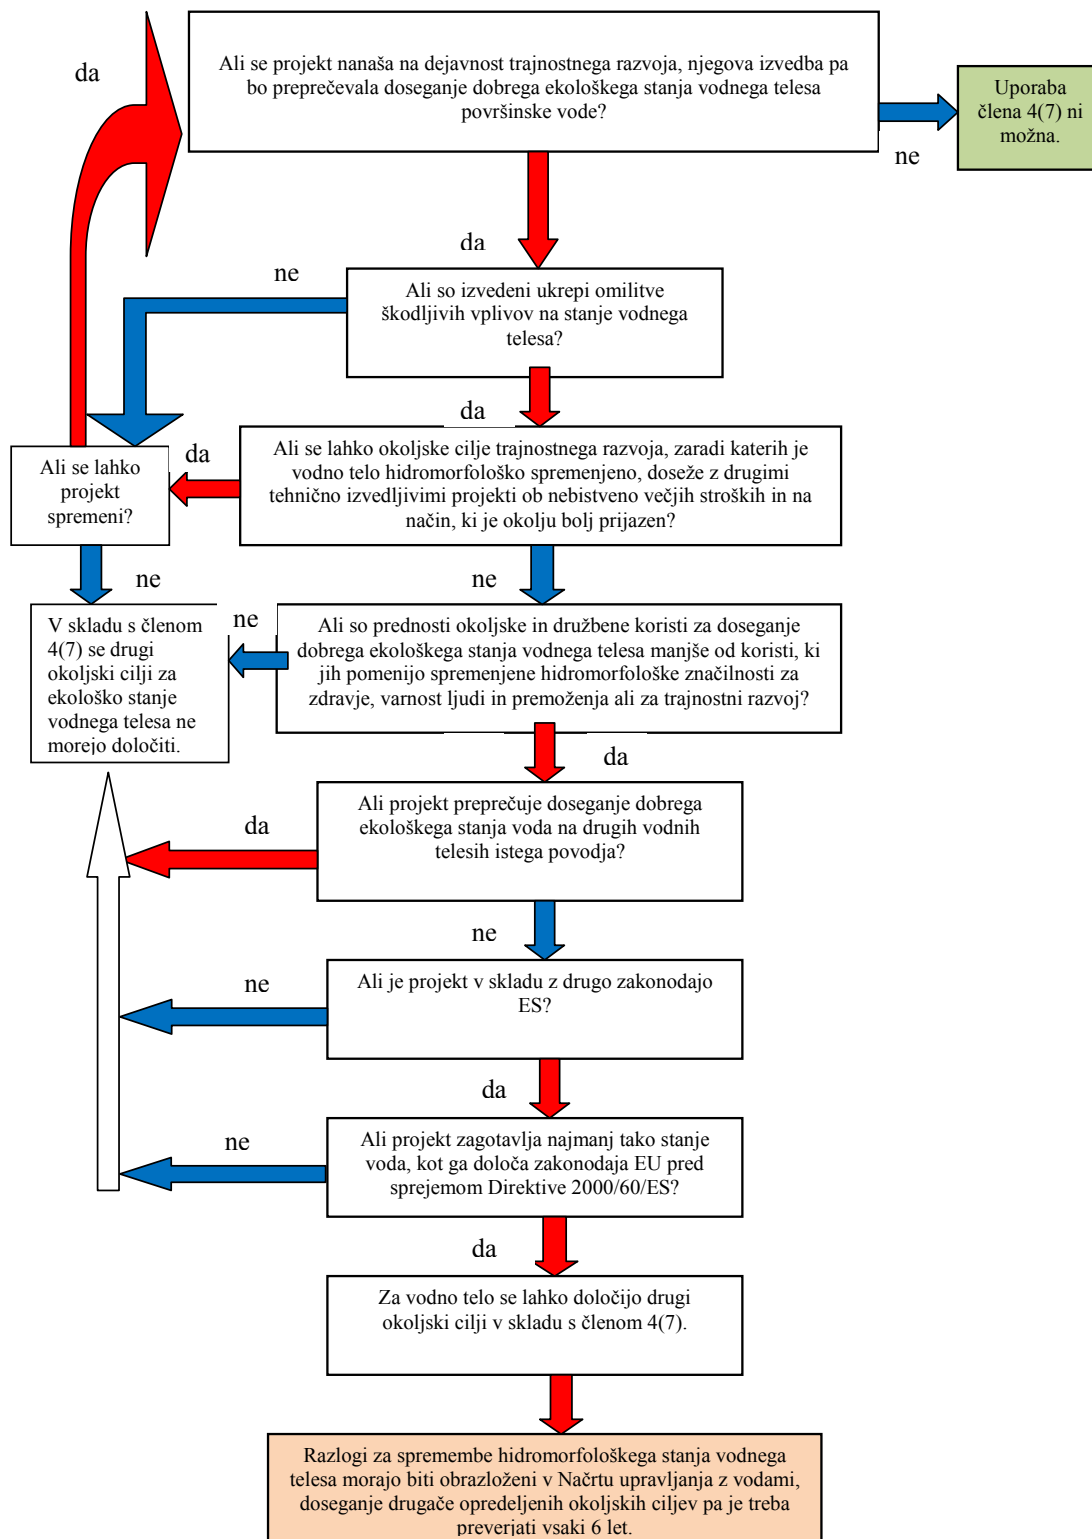 da
Ali se projekt nanaša na dejavnost trajnostnega razvoja, njegova izvedba pa
bo preprečevala doseganje dobrega ekološkega stanja vodnega telesa
površinske vode?
Uporaba
člena 4(7) ni
možna.
ne
da
ne
Ali so izvedeni ukrepi omilitve
škodljivih vplivov na stanje vodnega
telesa?
da
Ali se lahko okoljske cilje trajnostnega razvoja, zaradi katerih je
vodno telo hidromorfološko spremenjeno, doseže z drugimi
tehnično izvedljivimi projekti ob nebistveno večjih stroških in na
način, ki je okolju bolj prijazen?
da
Ali se lahko
projekt
spremeni?
ne
ne
V skladu s členom
4(7) se drugi
okoljski cilji za
ekološko stanje
vodnega telesa ne
morejo določiti.
ne
Ali so prednosti okoljske in družbene koristi za doseganje
dobrega ekološkega stanja vodnega telesa manjše od koristi, ki
jih pomenijo spremenjene hidromorfološke značilnosti za
zdravje, varnost ljudi in premoženja ali za trajnostni razvoj?
da
Ali projekt preprečuje doseganje dobrega
ekološkega stanja voda na drugih vodnih
telesih istega povodja?
da
ne
Ali je projekt v skladu z drugo zakonodajo
ES?
ne
da
Ali projekt zagotavlja najmanj tako stanje
voda, kot ga določa zakonodaja EU pred
sprejemom Direktive 2000/60/ES?
ne
da
Za vodno telo se lahko določijo drugi
okoljski cilji v skladu s členom 4(7).
Razlogi za spremembe hidromorfološkega stanja vodnega
telesa morajo biti obrazloženi v Načrtu upravljanja z vodami,
doseganje drugače opredeljenih okoljskih ciljev pa je treba
preverjati vsaki 6 let.